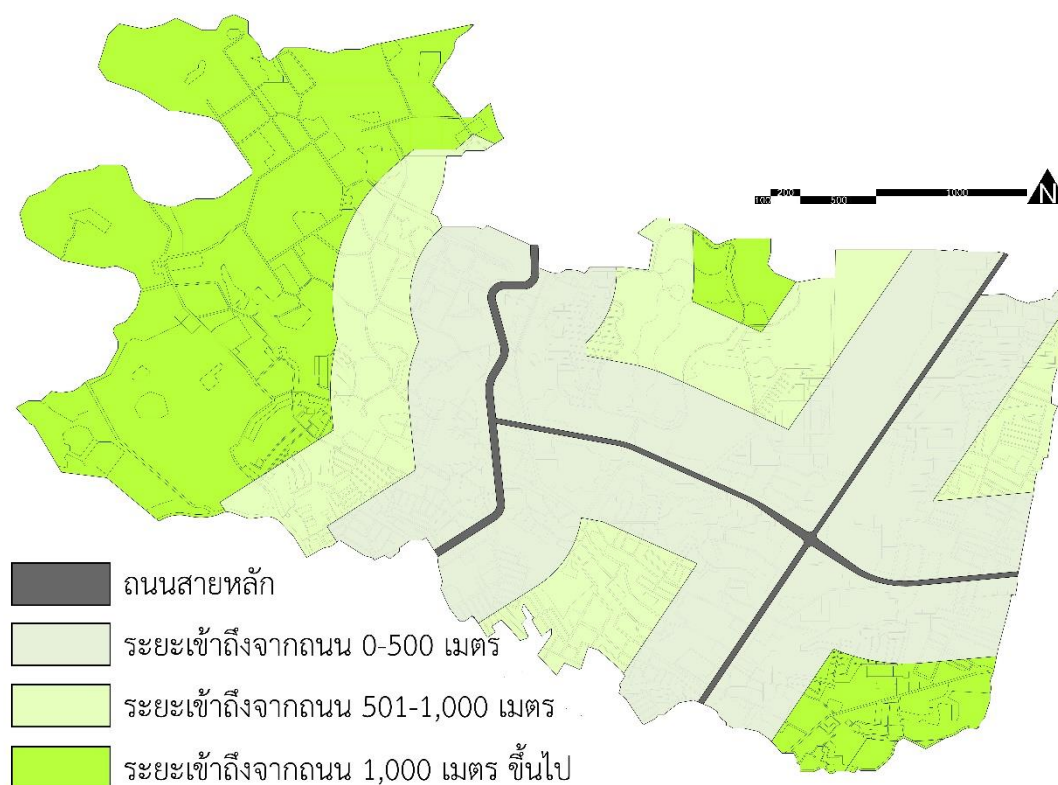 200
1000
100
500
N
ถนนสายหลัก
ระยะเข้าถึงจากถนน 0-500 เมตร
ระยะเข้าถึงจากถนน 501-1,000 เมตร
ระยะเข้าถึงจากถนน 1,000 เมตร ขึ้นไป